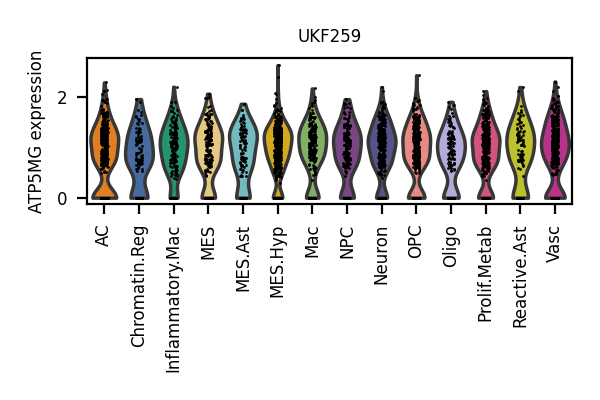 UKF259
ATP5MG expression
2
0
AC
Chromatin.Reg
Inflammatory.Mac
MES
MES.Ast
MES.Hyp
Mac
NPC
Neuron
OPC
Oligo
Prolif.Metab
Reactive.Ast
Vasc